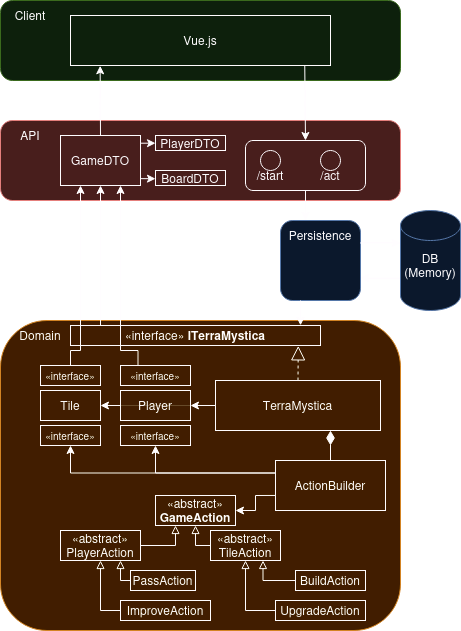 Client
Vue.js
API
GameDTO
PlayerDTO
BoardDTO
/start
/act
Persistence
DB
(Memory)
Domain
«interface» ITerraMystica
«interface»
«interface»
Tile
Player
TerraMystica
«interface»
«interface»
ActionBuilder
«abstract»
GameAction
«abstract»
PlayerAction
«abstract»
TileAction
PassAction
BuildAction
ImproveAction
UpgradeAction